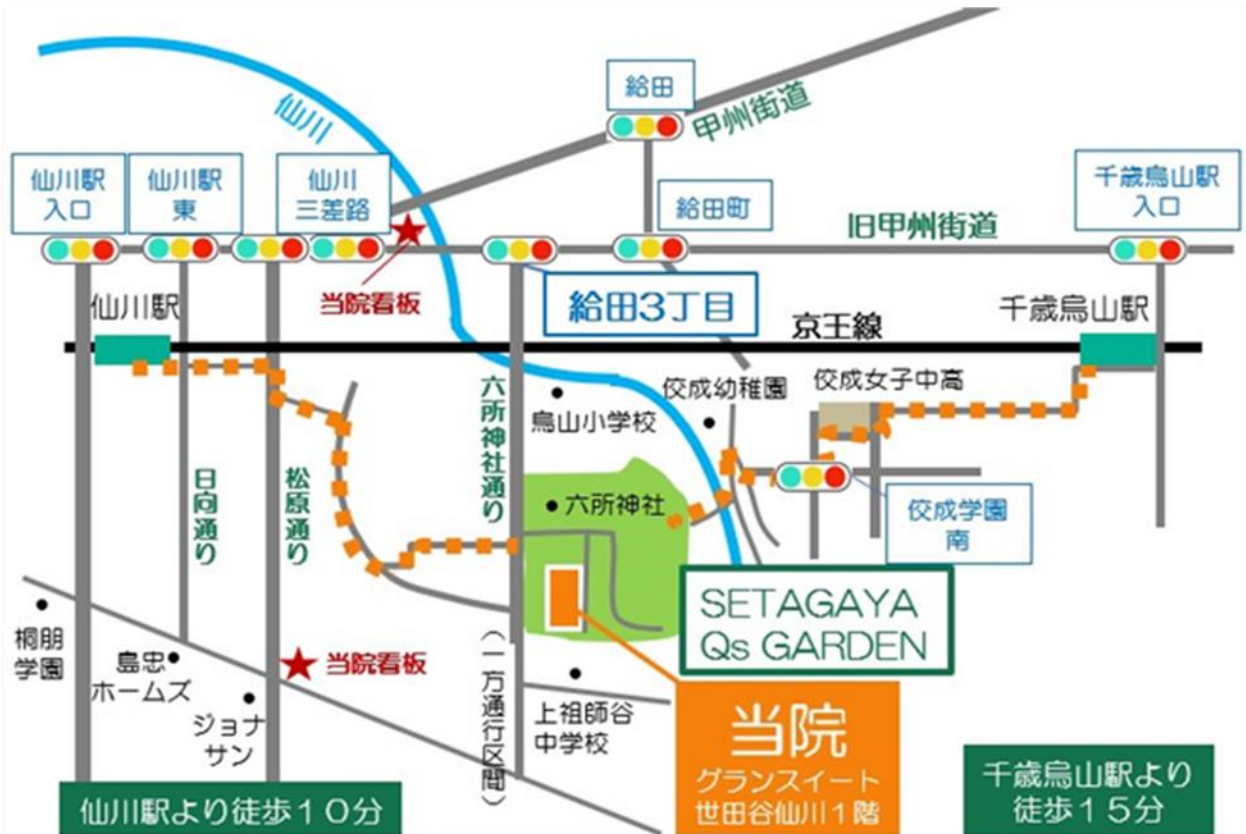 仙川
給田
甲州街道
仙川駅
入口
仙川駅
東
仙川
三差路
給田町
千歳烏山駅
入口
旧甲州街道
当院看板
給田3丁目
仙川駅
千歳烏山駅
京王線
六所神社通り
烏山小学校
佼成幼稚園
佼成女子中高
日向通り
松原通り
六所神社
佼成学園
南
SETAGAYA
Qs GARDEN
桐朋
学園
島忠
ホームズ
当院看板
ジョナ
サン
(一方通行区間)
上祖師谷
中学校
当院
グランスイート
世田谷仙川1階
仙川駅より徒歩10分
千歳烏山駅より
徒歩15分